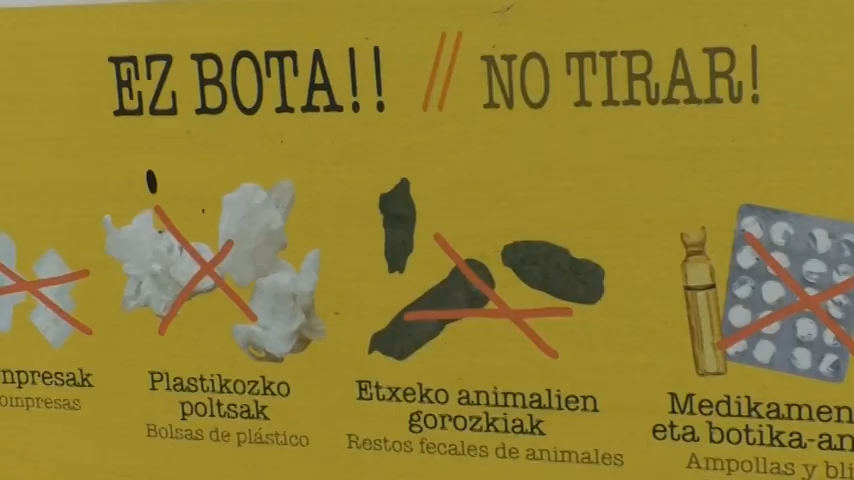 EZ BOTA!! // NO TIRAR!
npresak
ompresas
Plastikozko
poltsak
Bolsas de plástico
Etxeko animalien
gorozkiak
Restos fecales de animales
Medikamen
eta botika-an
Ampollas y bli